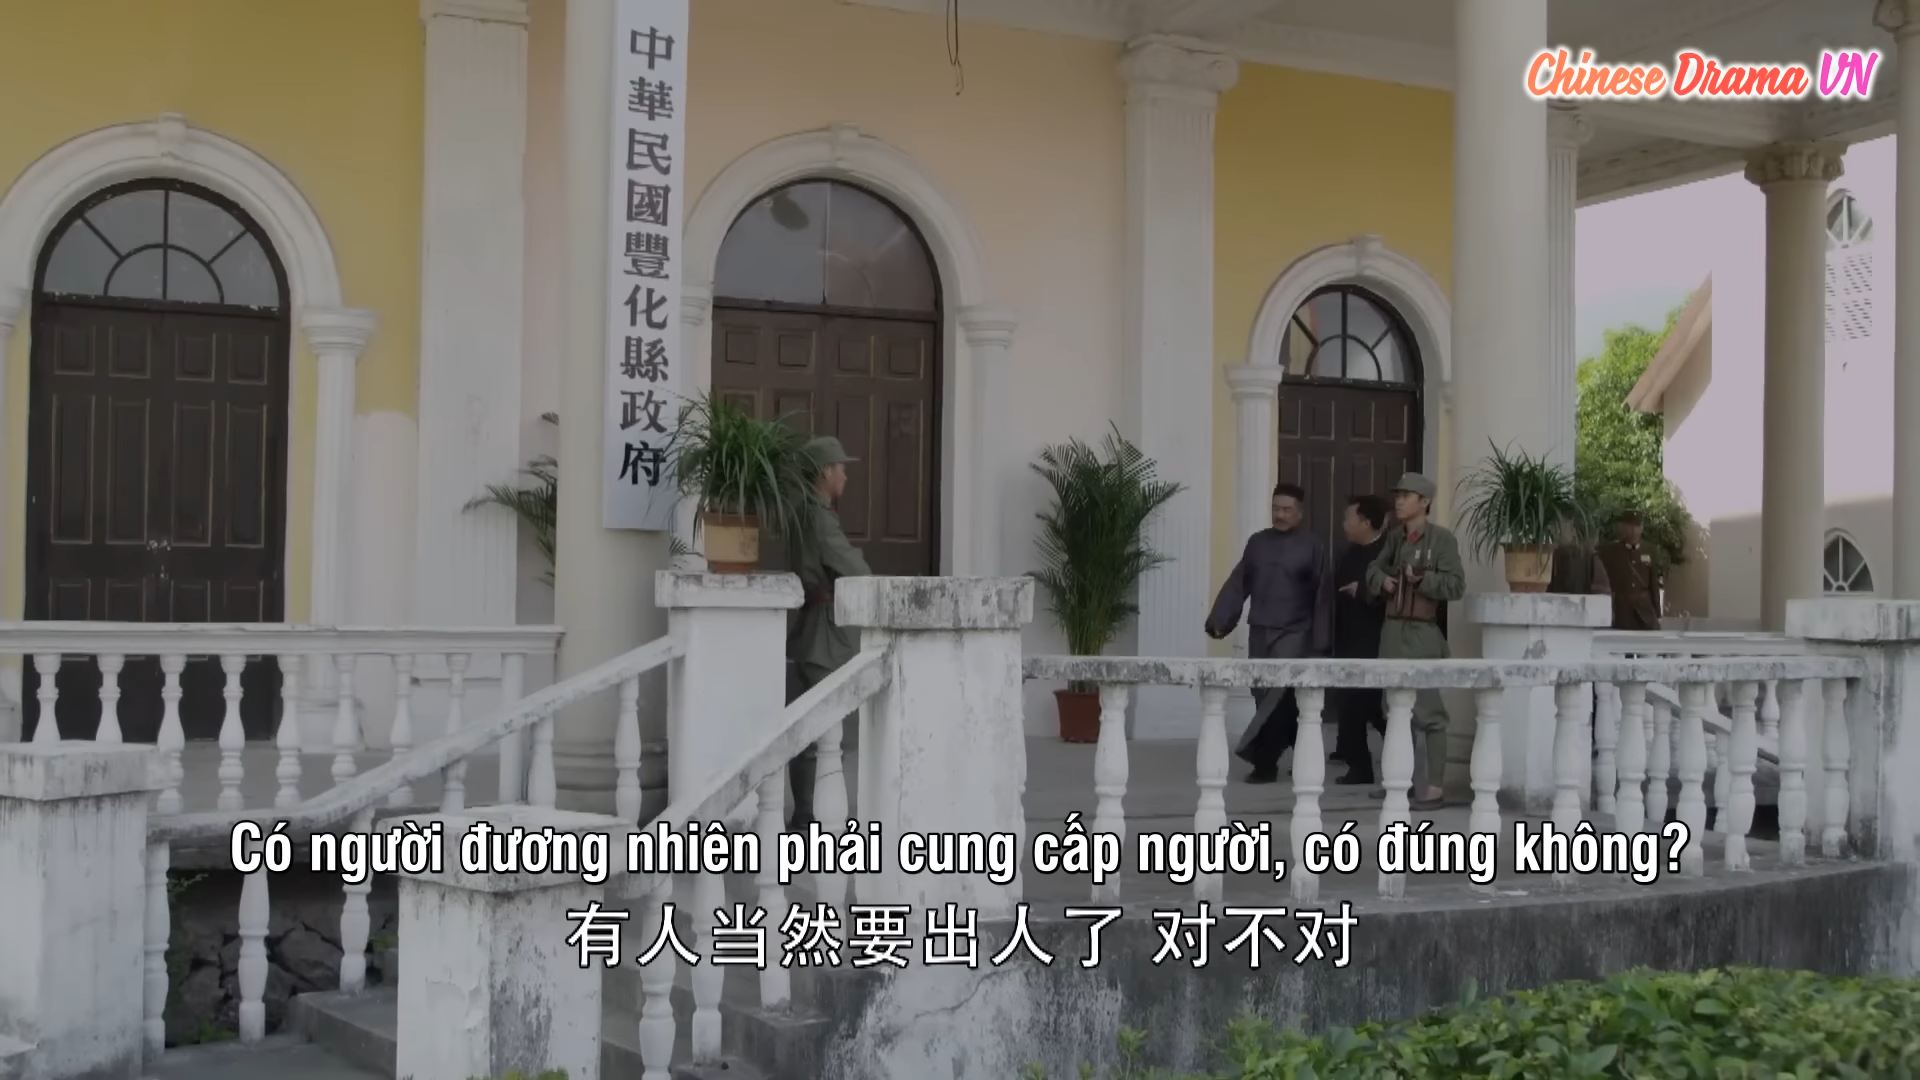 Chinese Drama VN
中華民國豐化縣政府
Có người đương nhiên phải cung cấp người, có đúng không?
有人当然要出人了 对不对